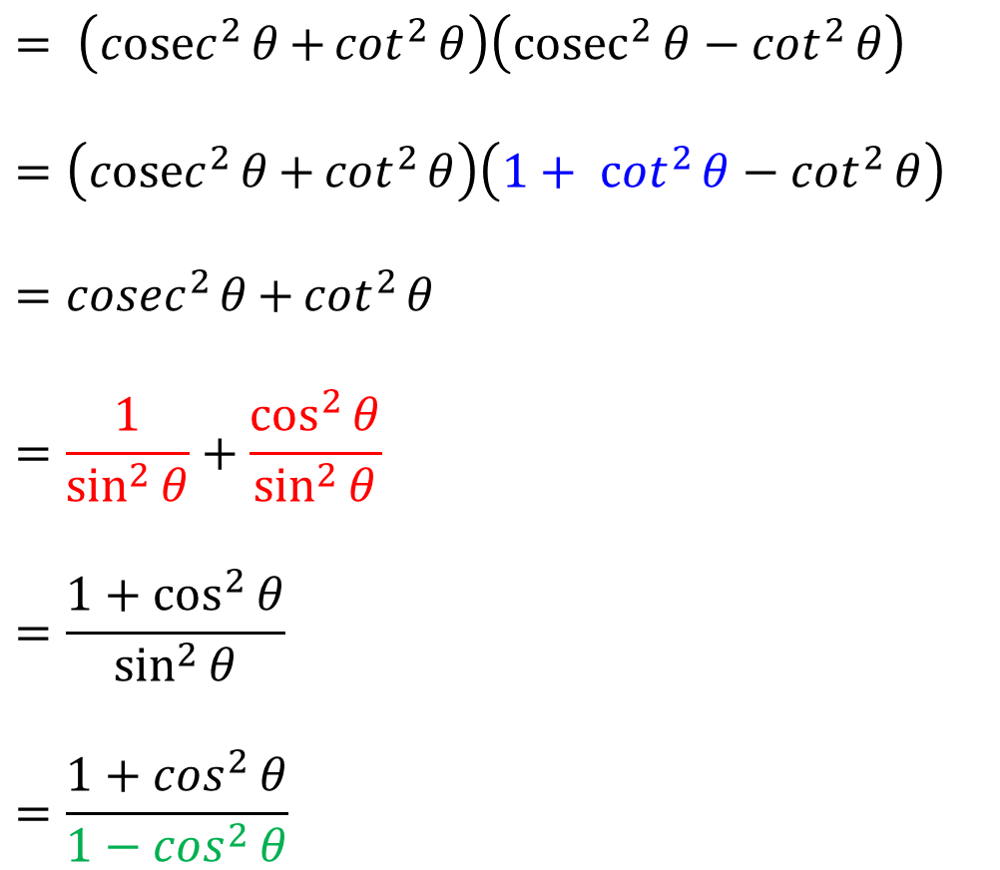 = (cosec² θ + cot² θ)(cosec² θ − cot² θ)
= (cosec² θ + cot² θ)(1 + cot² θ − cot² θ)
= cosec² θ + cot² θ
= 1/sin² θ + cos² θ/sin² θ
= (1 + cos² θ)/(sin² θ)
= (1 + cos² θ)/(1 − cos² θ)